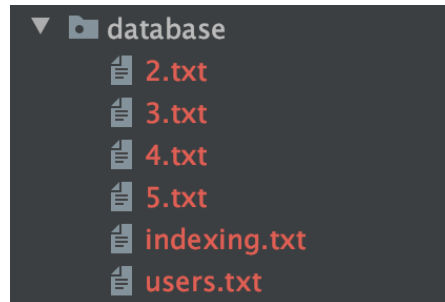 database
2.txt
3.txt
4.txt
5.txt
indexing.txt
users.txt